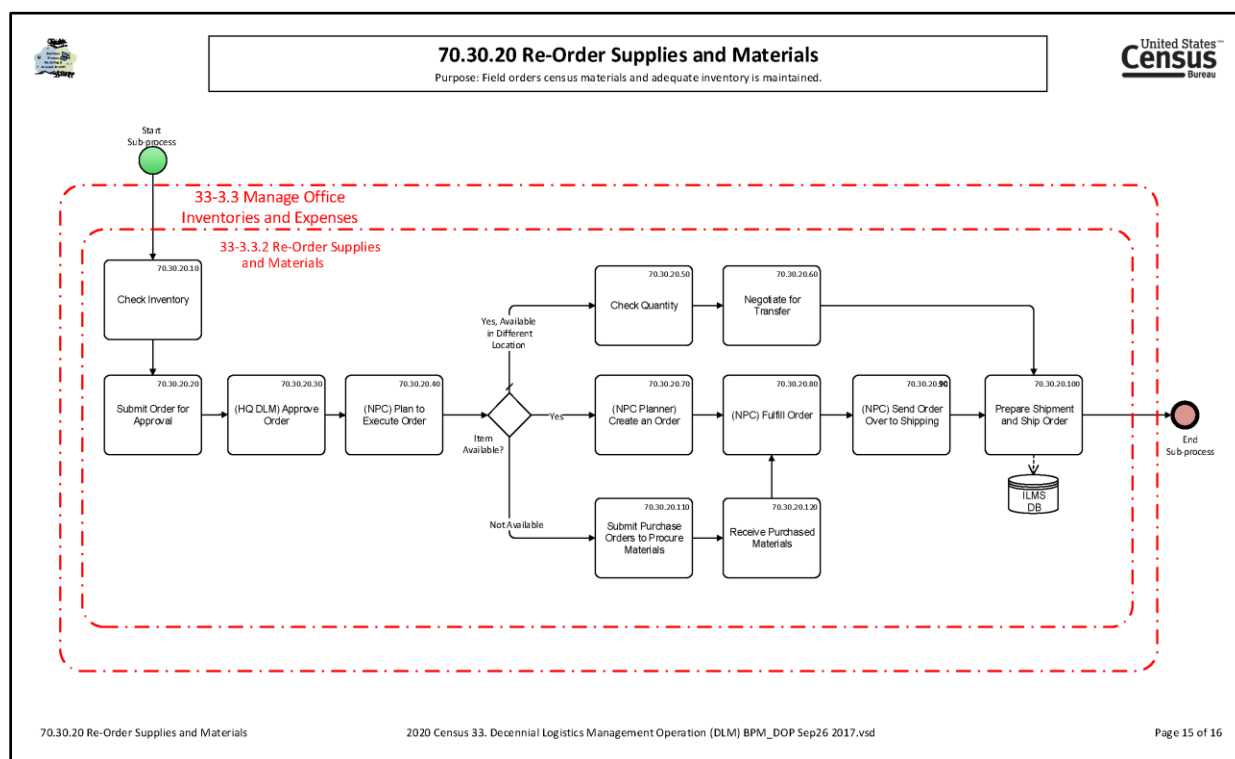 70.30.20 Re-Order Supplies and Materials
Purpose: Field orders census materials and adequate inventory is maintained.
United States™
Census
Bureau
Start
Sub-process
33-3.3 Manage Office
Inventories and Expenses
33-3.3.2 Re-Order Supplies
and Materials
70.30.20.10
Check Inventory
70.30.20.20
Submit Order for
Approval
70.30.20.30
(HQ DLM) Approve
Order
70.30.20.40
(NPC) Plan to
Execute Order
Item
Available?
Yes, Available
in Different
Location
70.30.20.50
Check Quantity
70.30.20.60
Negotiate for
Transfer
Yes
70.30.20.70
(NPC Planner)
Create an Order
70.30.20.80
(NPC) Fulfill Order
70.30.20.90
(NPC) Send Order
Over to Shipping
70.30.20.100
Prepare Shipment
and Ship Order
ILMS
DB
End
Sub-process
Not Available
70.30.20.110
Submit Purchase
Orders to Procure
Materials
70.30.20.120
Receive Purchased
Materials
70.30.20 Re-Order Supplies and Materials
2020 Census 33. Decennial Logistics Management Operation (DLM) BPM_DOP Sep26 2017.vsd
Page 15 of 16